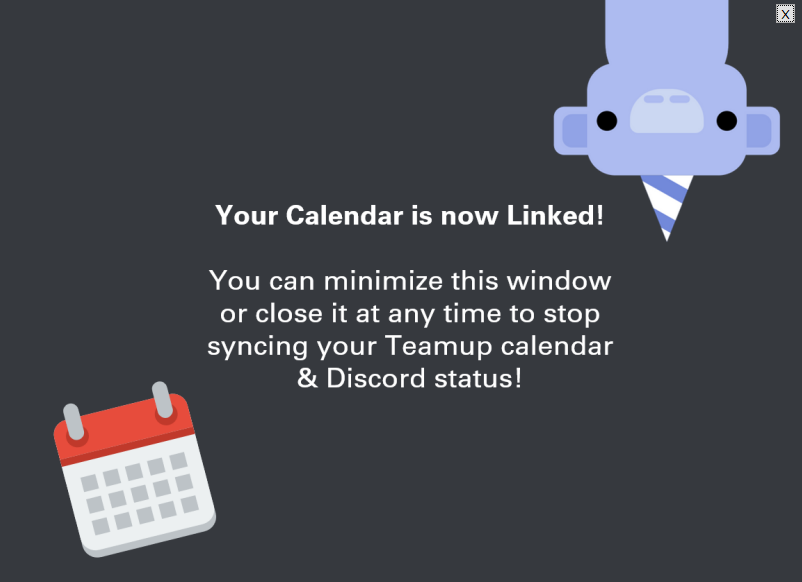 X
Your Calendar is now Linked!
You can minimize this window
or close it at any time to stop
syncing your Teamup calendar
& Discord status!